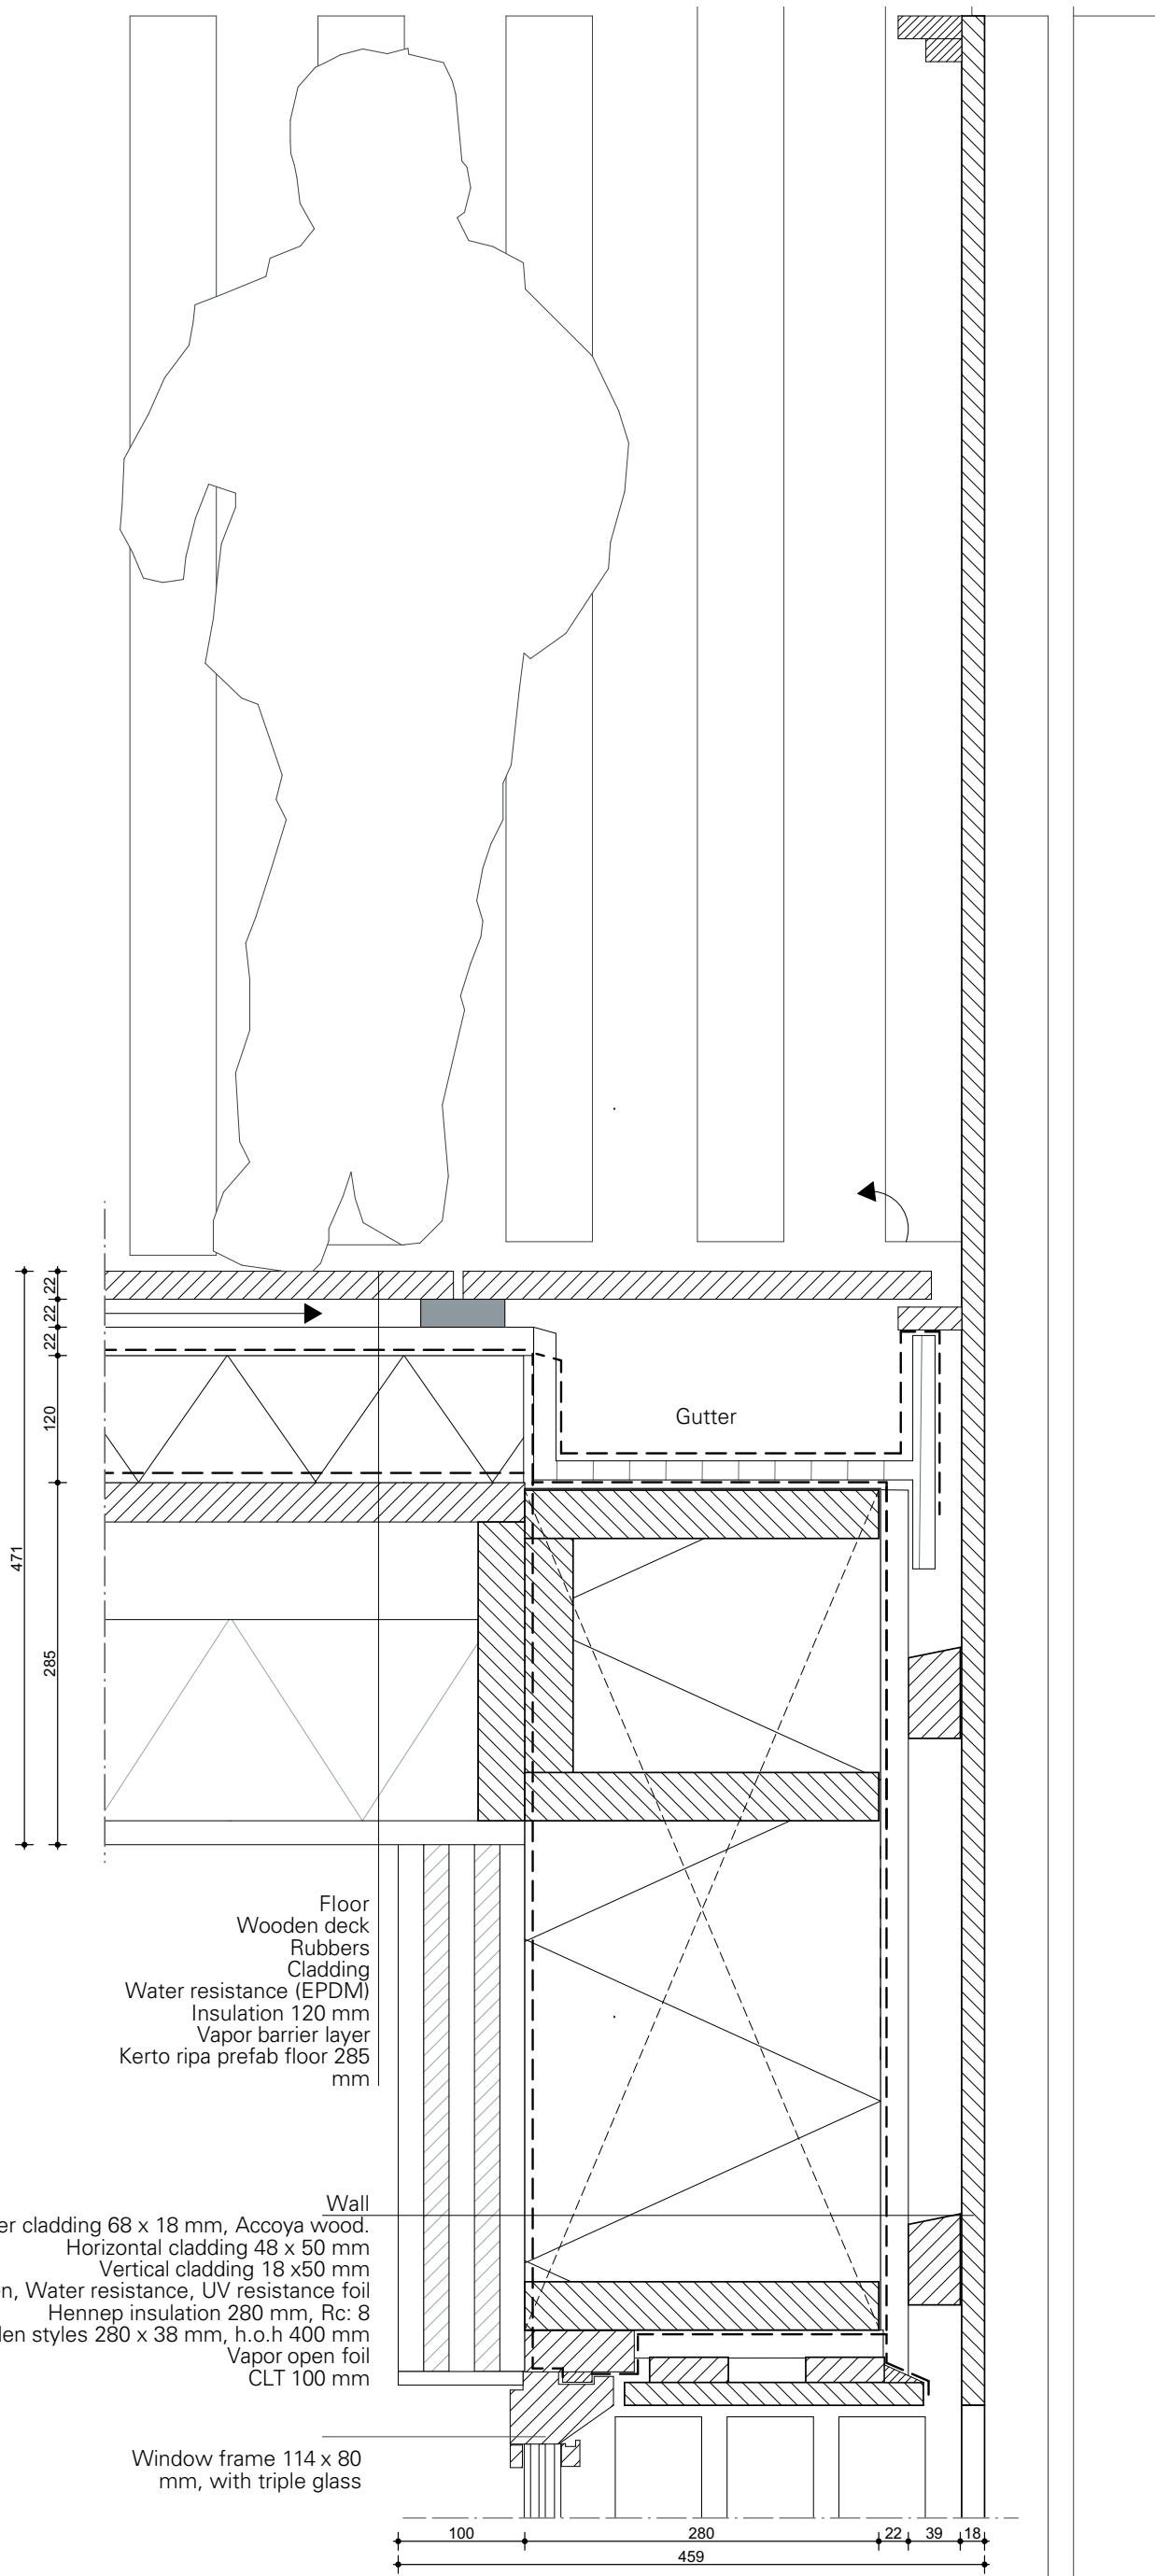 22
22
22
120
Gutter
471
285
Floor
Wooden deck
Rubbers
Cladding
Water resistance (EPDM)
Insulation 120 mm
Vapor barrier layer
Kerto ripa prefab floor 285
mm
Wall
cladding 68 x 18 mm, Accoya wood.
Horizontal cladding 48 x 50 mm
Vertical cladding 18 x50 mm
Water resistance, UV resistance foil
Hennep insulation 280 mm, Rc: 8
styles 280 x 38 mm, h.o.h 400 mm
Vapor open foil
CLT 100 mm
Window frame 114 x 80
mm, with triple glass
100 280 22 39 18
459